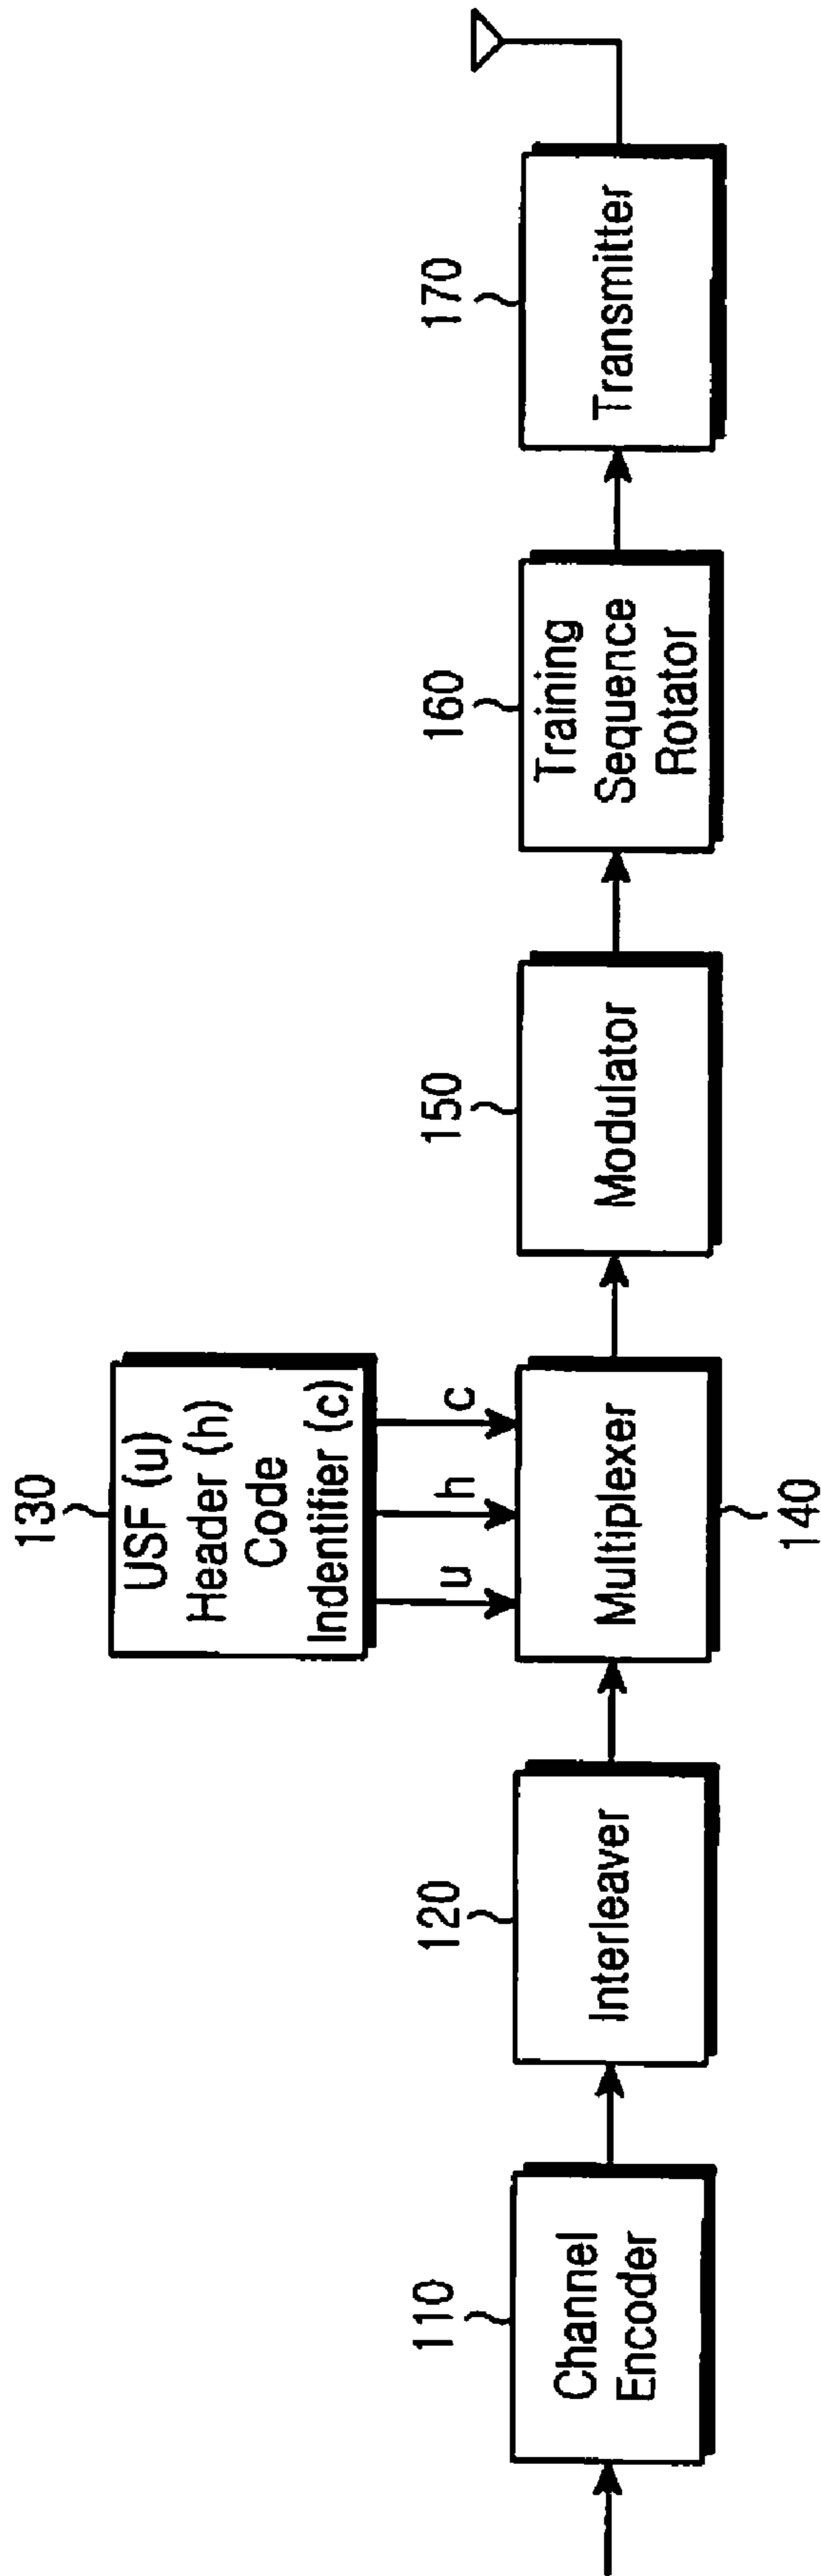 110
Channel
Encoder
120
Interleaver
130
USF (u)
Header (h)
Code
Indentifier (c)
u
h
c
Multiplexer
140
150
Modulator
160
Training
Sequence
Rotator
170
Transmitter